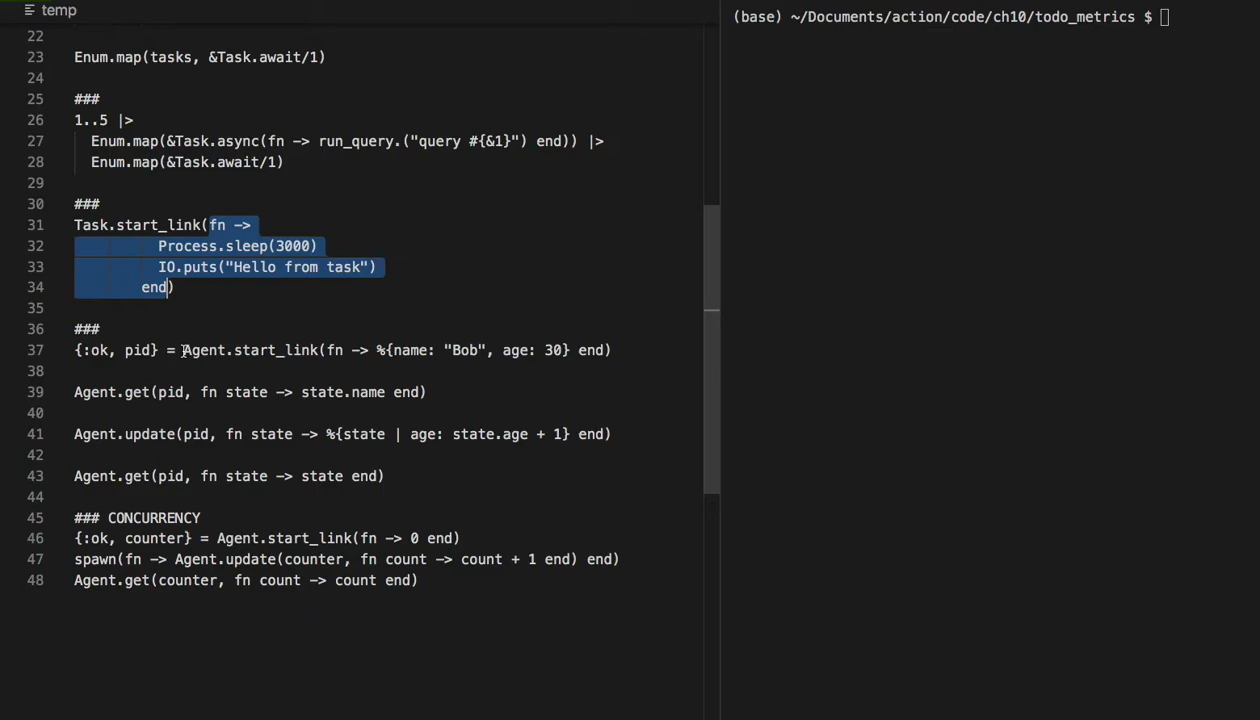 temp
22
23 Enum.map(tasks, &Task.await/1)
24
25 ###
26 1..5 |>
27 Enum.map(&Task.async(fn -> run_query.("query #{&1}") end)) |>
28 Enum.map(&Task.await/1)
29
30 ###
31 Task.start_link(fn ->
32 Process.sleep(3000)
33 IO.puts("Hello from task")
34 end)
35
36 ###
37 {:ok, pid} = Agent.start_link(fn -> %{name: "Bob", age: 30} end)
38
39 Agent.get(pid, fn state -> state.name end)
40
41 Agent.update(pid, fn state -> %{state | age: state.age + 1} end)
42
43 Agent.get(pid, fn state -> state end)
44
45 ### CONCURRENCY
46 {:ok, counter} = Agent.start_link(fn -> 0 end)
47 spawn(fn -> Agent.update(counter, fn count -> count + 1 end) end)
48 Agent.get(counter, fn count -> count end)
(base) ~/Documents/action/code/ch10/todo_metrics $